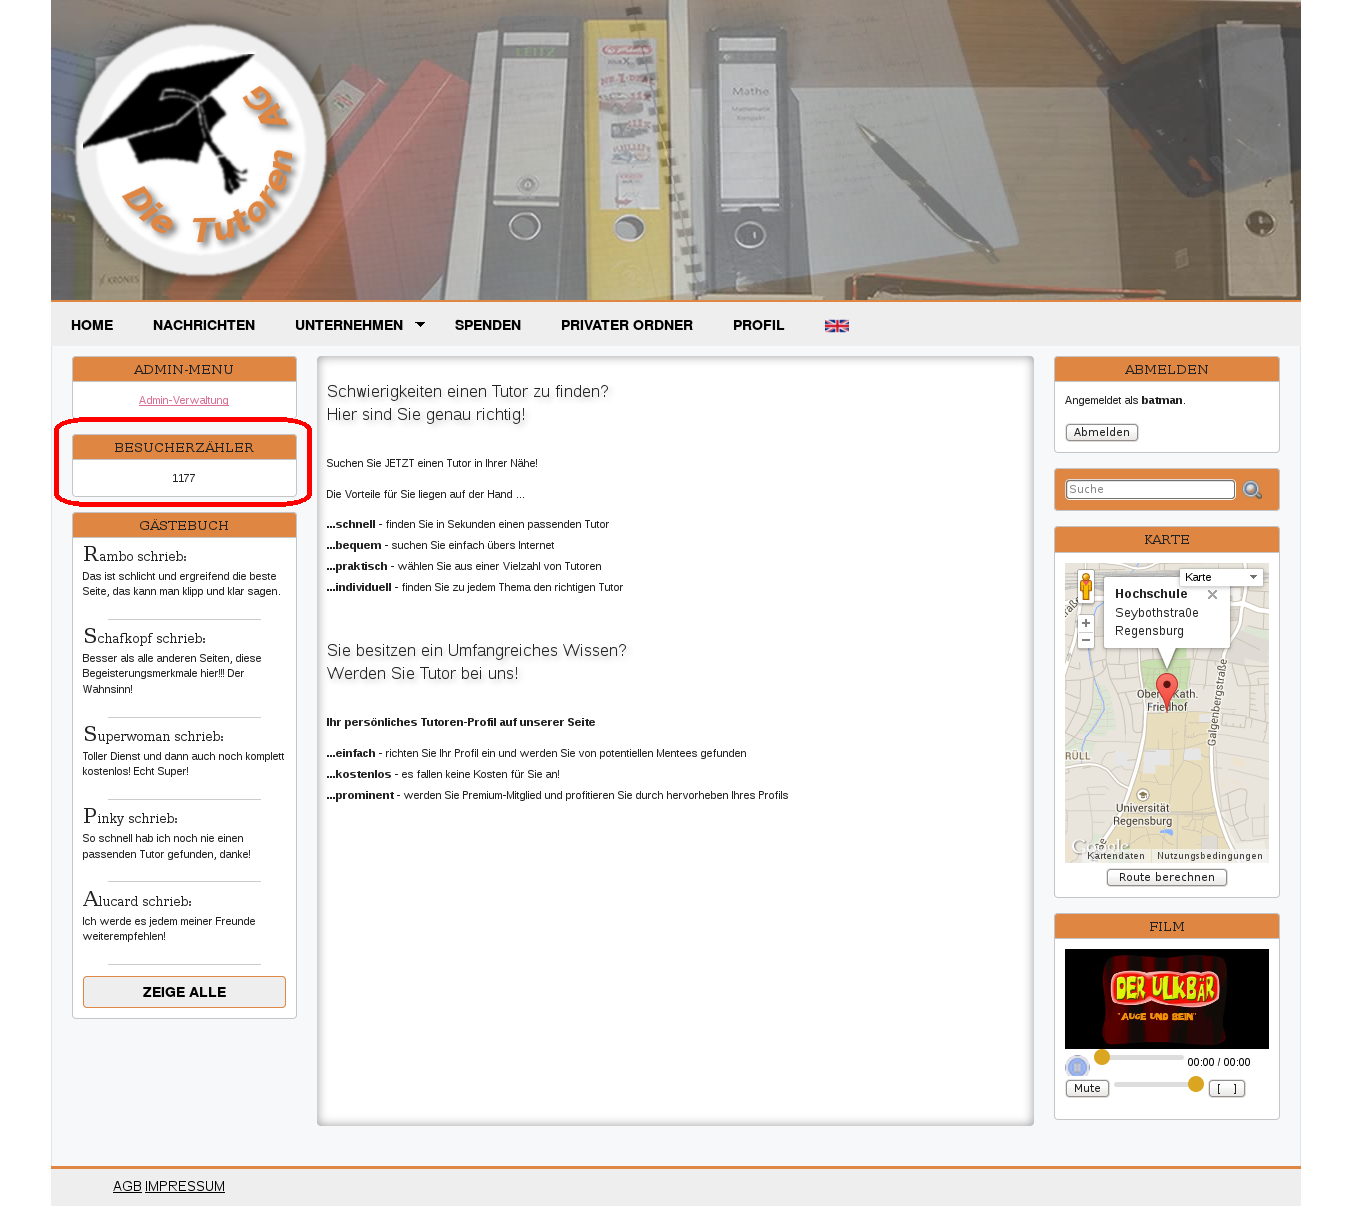 Die Tutoren AG
LEITZ
Mathe
KRONES
HOME NACHRICHTEN UNTERNEHMEN SPENDEN PRIVATER ORDNER PROFIL
ADMIN-MENU
Admin-Verwaltung
BESUCHERZÄHLER
1177
GÄSTEBUCH
Rambo schrieb:
Das ist schlicht und ergreifend die beste
Seite, das kann man klipp und klar sagen.
Schafkopf schrieb:
Besser als alle anderen Seiten, diese
Begeisterungsmerkmale hier!!! Der
Wahnsinn!
Superwoman schrieb:
Toller Dienst und dann auch noch komplett
kostenlos! Echt Super!
Pinky schrieb:
So schnell hab ich noch nie einen
passenden Tutor gefunden, danke!
Alucard schrieb:
Ich werde es jedem meiner Freunde
weiterempfehlen!
ZEIGE ALLE
Schwierigkeiten einen Tutor zu finden?
Hier sind Sie genau richtig!
Suchen Sie JETZT einen Tutor in Ihrer Nähe!
Die Vorteile für Sie liegen auf der Hand ...
...schnell - finden Sie in Sekunden einen passenden Tutor
...bequem - suchen Sie einfach übers Internet
...praktisch - wählen Sie aus einer Vielzahl von Tutoren
...individuell - finden Sie zu jedem Thema den richtigen Tutor
Sie besitzen ein Umfangreiches Wissen?
Werden Sie Tutor bei uns!
Ihr persönliches Tutoren-Profil auf unserer Seite
...einfach - richten Sie Ihr Profil ein und werden Sie von potentiellen Mentees gefunden
...kostenlos - es fallen keine Kosten für Sie an!
...prominent - werden Sie Premium-Mitglied und profitieren Sie durch hervorheben Ihres Profils
ABMELDEN
Angemeldet als batman.
Abmelden
Suche
KARTE
Karte
Hochschule
Seybothstra0e
Regensburg
+
−
Kath.
Friedhof
Galgenbergstraße
RÜLL
Universität
Regensburg
Google
Kartendaten Nutzungsbedingungen
Route berechnen
FILM
DER ULKBÄR
"AUGE UND BEIN"
00:00 / 00:00
Mute
[ ]
AGB IMPRESSUM